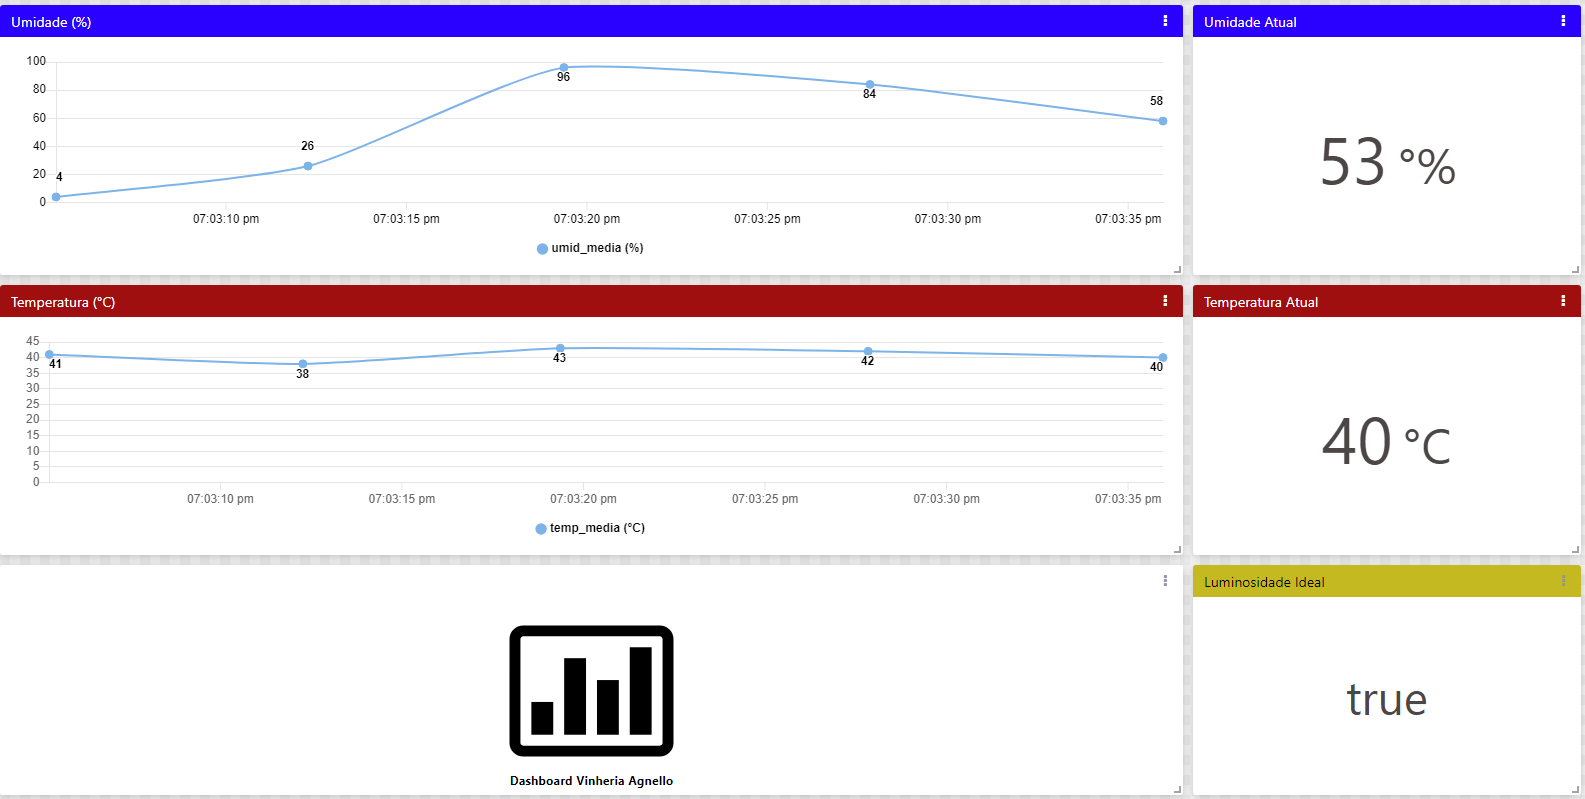 Umidade (%)
100
80
60
40
20
0
4
26
96
84
58
07:03:10 pm
07:03:15 pm
07:03:20 pm
07:03:25 pm
07:03:30 pm
07:03:35 pm
umid_media (%)
Umidade Atual
53 °%
Temperatura (°C)
45
40
35
30
25
20
15
10
5
0
41
38
43
42
40
07:03:10 pm
07:03:15 pm
07:03:20 pm
07:03:25 pm
07:03:30 pm
07:03:35 pm
temp_media (°C)
Temperatura Atual
40 °C
Dashboard Vinheria Agnello
Luminosidade Ideal
true